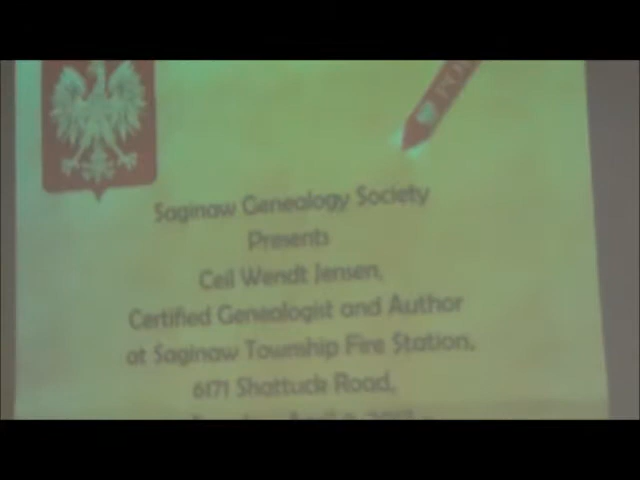 Saginaw Genealogy Society
Presents
Ceil Wendt Jensen,
Certified Genealogist and Author
at Saginaw Township Fire Station,
6171 Shattuck Road,